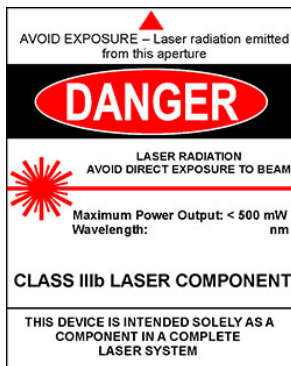 AVOID EXPOSURE – Laser radiation emitted
from this aperture
DANGER
LASER RADIATION
AVOID DIRECT EXPOSURE TO BEAM
Maximum Power Output: < 500 mW
Wavelength: nm
CLASS IIIb LASER COMPONENT
THIS DEVICE IS INTENDED SOLELY AS A
COMPONENT IN A COMPLETE
LASER SYSTEM